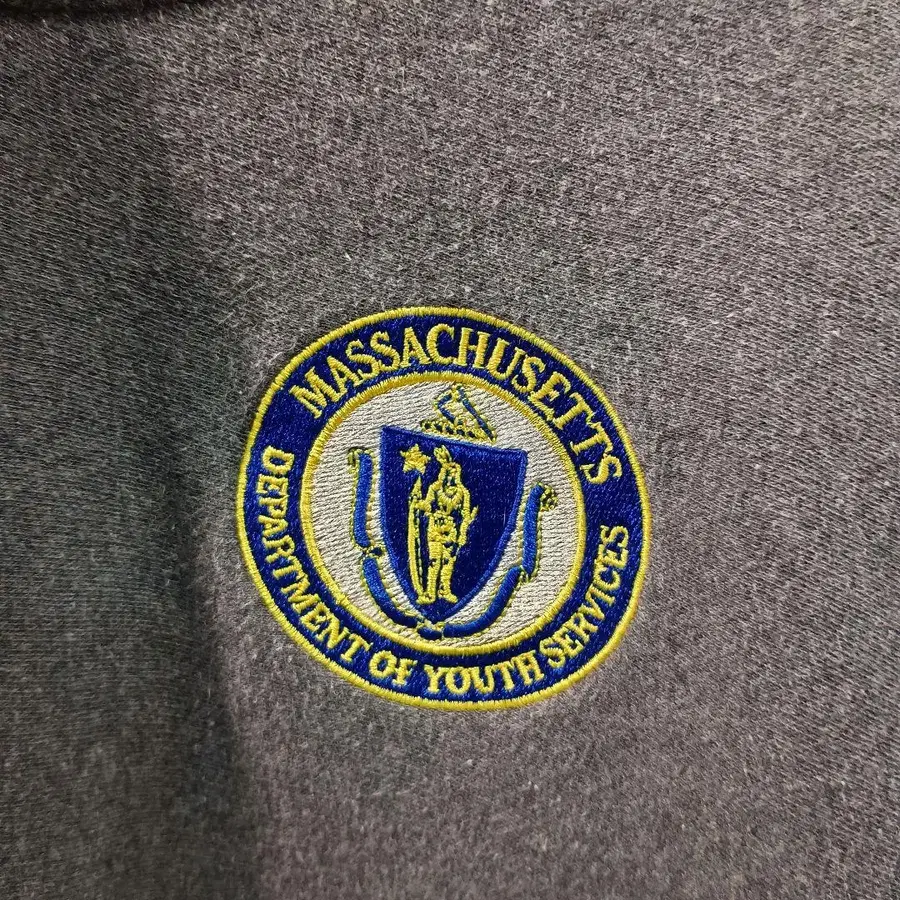 MASSACHUSETTS
DEPARTMENT OF YOUTH SERVICES